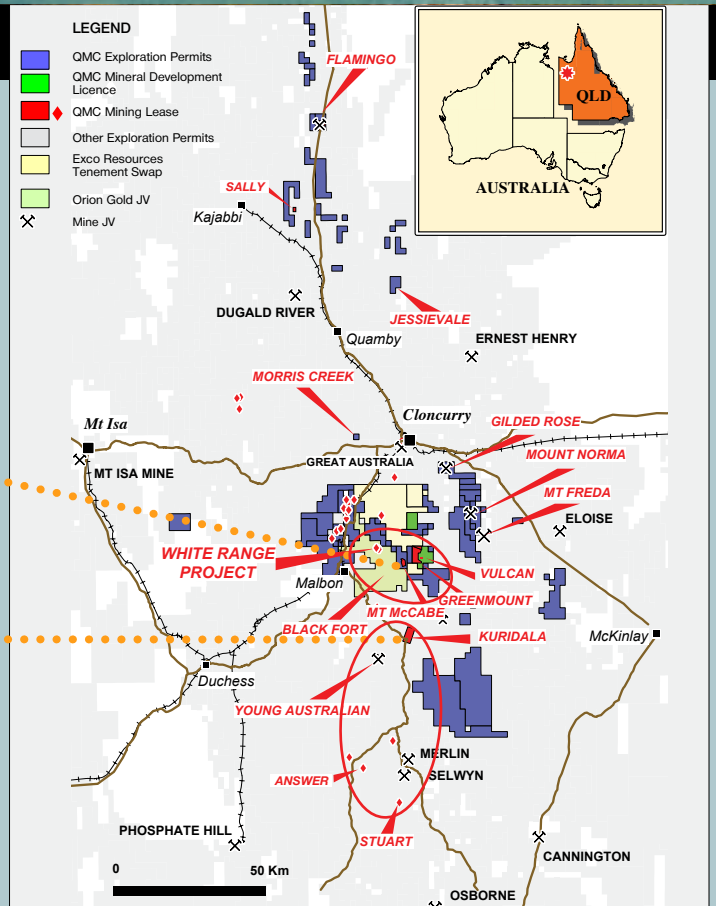 LEGEND
QMC Exploration Permits
QMC Mineral Development
Licence
QMC Mining Lease
Other Exploration Permits
Exco Resources
Tenement Swap
Orion Gold JV
Mine JV
QLD
AUSTRALIA
FLAMINGO
SALLY
Kajabbi
DUGALD RIVER
JESSIEVALE
Quamby
ERNEST HENRY
MORRIS CREEK
Mt Isa
Cloncurry
GILDED ROSE
MT ISA MINE
GREAT AUSTRALIA
MOUNT NORMA
MT FREDA
ELOISE
WHITE RANGE
PROJECT
Malbon
VULCAN
GREENMOUNT
MT McCABE
BLACK FORT
KURIDALA
McKinlay
Duchess
YOUNG AUSTRALIAN
MERLIN
SELWYN
ANSWER
STUART
PHOSPHATE HILL
CANNINGTON
0 50 Km
OSBORNE